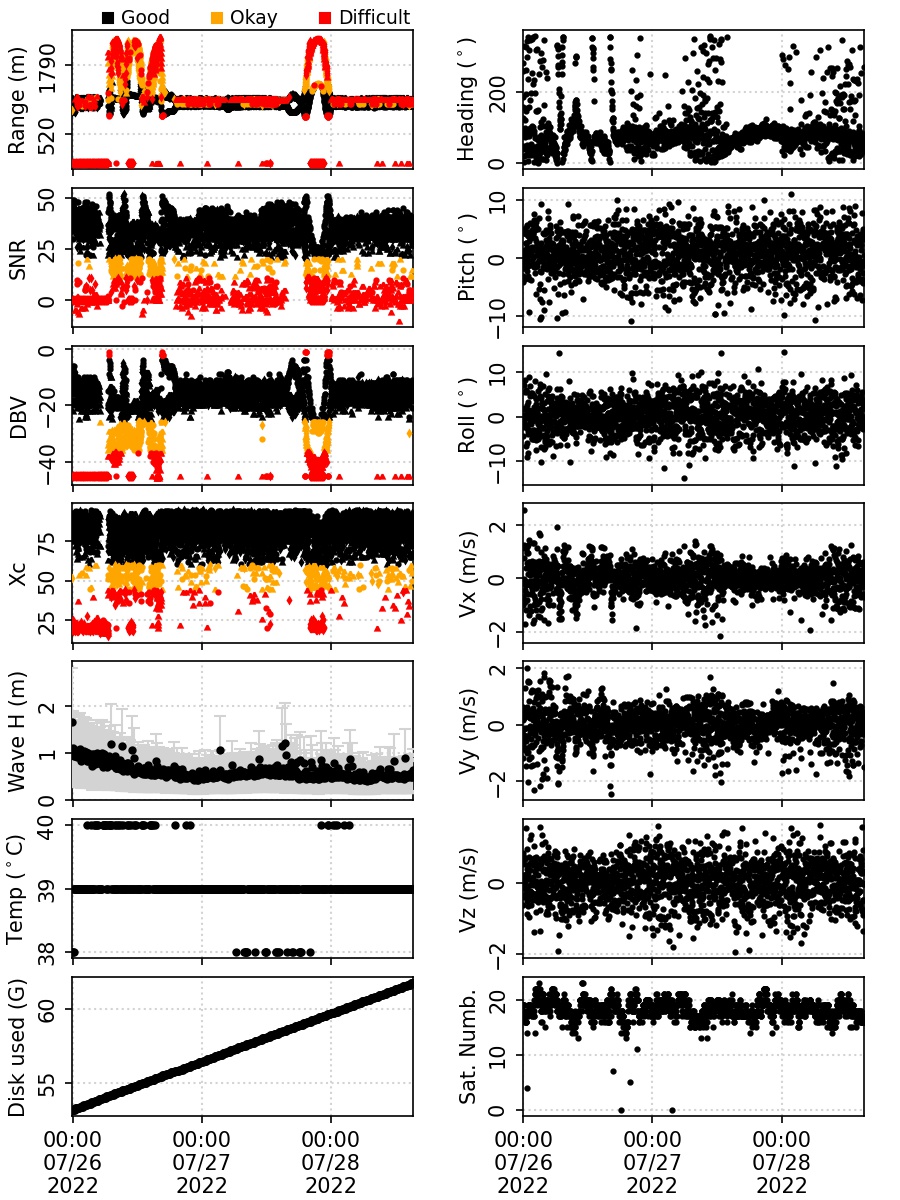 Good Okay Difficult
Range (m)
1790
520
SNR
50
25
0
DBV
0
−20
−40
Xc
75
50
25
Wave H (m)
2
1
0
Temp (°C)
40
39
38
Disk used (G)
60
55
00:00 00:00 00:00
07/26 07/27 07/28
2022 2022 2022
Heading (°)
200
0
Pitch (°)
10
0
−10
Roll (°)
10
0
−10
Vx (m/s)
2
0
−2
Vy (m/s)
2
0
−2
Vz (m/s)
0
−2
Sat. Numb.
20
10
0
00:00 00:00 00:00
07/26 07/27 07/28
2022 2022 2022